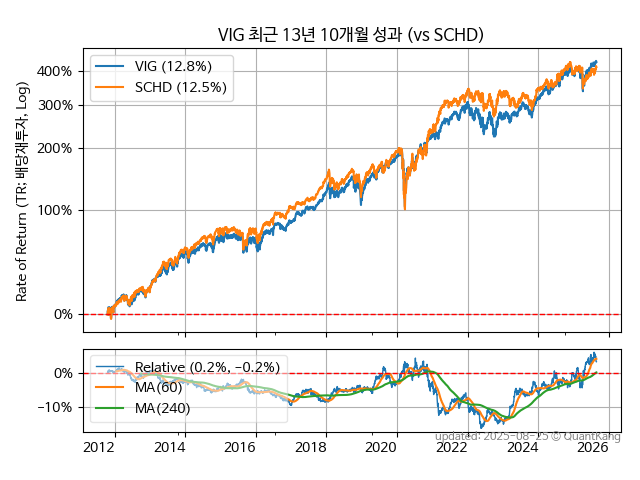 VIG 최근 13년 10개월 성과 (vs SCHD)
Rate of Return (TR; 배당재투자, Log)
400%
300%
200%
100%
0%
VIG (12.8%)
SCHD (12.5%)
0%
−10%
Relative (0.2%, −0.2%)
MA(60)
MA(240)
updated: 2025-08-25 © QuantKang
2012 2014 2016 2018 2020 2022 2024 2026